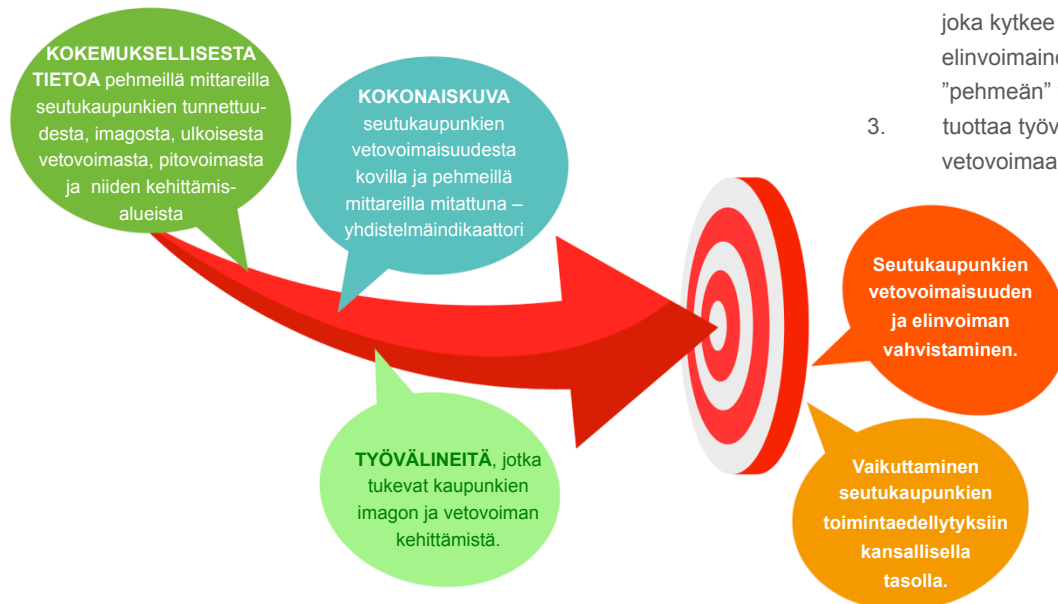 KOKEMUKSELLISESTA
TIETOA pehmeillä mittareilla
seutukaupunkien tunnettuu-
desta, imagosta, ulkoisesta
vetovoimasta, pitovoimasta
ja niiden kehittämis-
alueista
KOKONAISKUVA
seutukaupunkien
vetovoimaisuudesta
kovilla ja pehmeillä
mittareilla mitattuna –
yhdistelmäindikaattori
TYÖVÄLINEITÄ, jotka
tukevat kaupunkien
imagon ja vetovoiman
kehittämistä.
joka kytkee
"pehmeän"
3. tuottaa
vetovoimaa
Seutukaupunkien
vetovoimaisuuden
ja elinvoiman
vahvistaminen.
Vaikuttaminen
seutukaupunkien
toimintaedellytyksiin
kansallisella
tasolla.